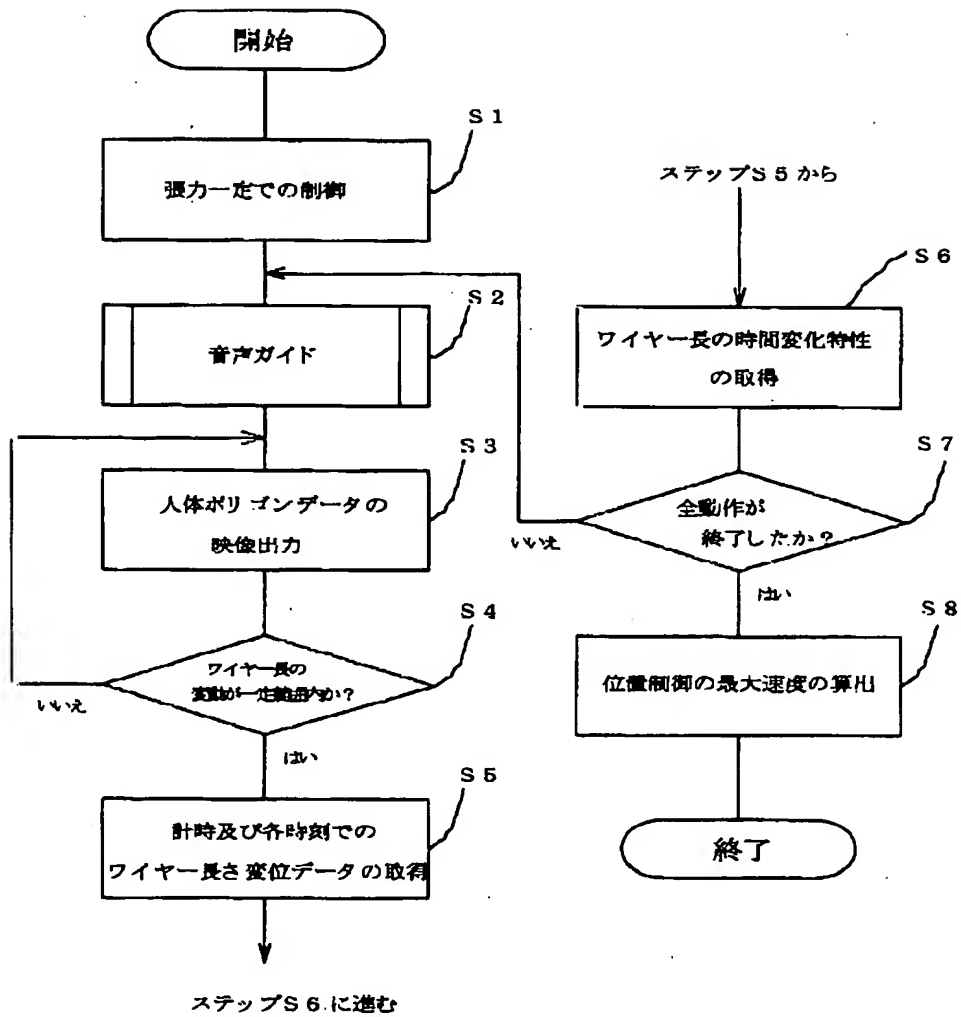 開始
S1
張力一定での制御
S2
音声ガイド
S3
人体ポリゴンデータの
映像出力
S4
ワイヤー長の
変動が一定範囲内か?
いいえ
はい
S5
計時及び各時刻での
ワイヤー長さ変位データの取得
ステップS6に進む
ステップS5から
S6
ワイヤー長の時間変化特性
の取得
S7
全動作が
終了したか?
いいえ
はい
S8
位置制御の最大速度の算出
終了